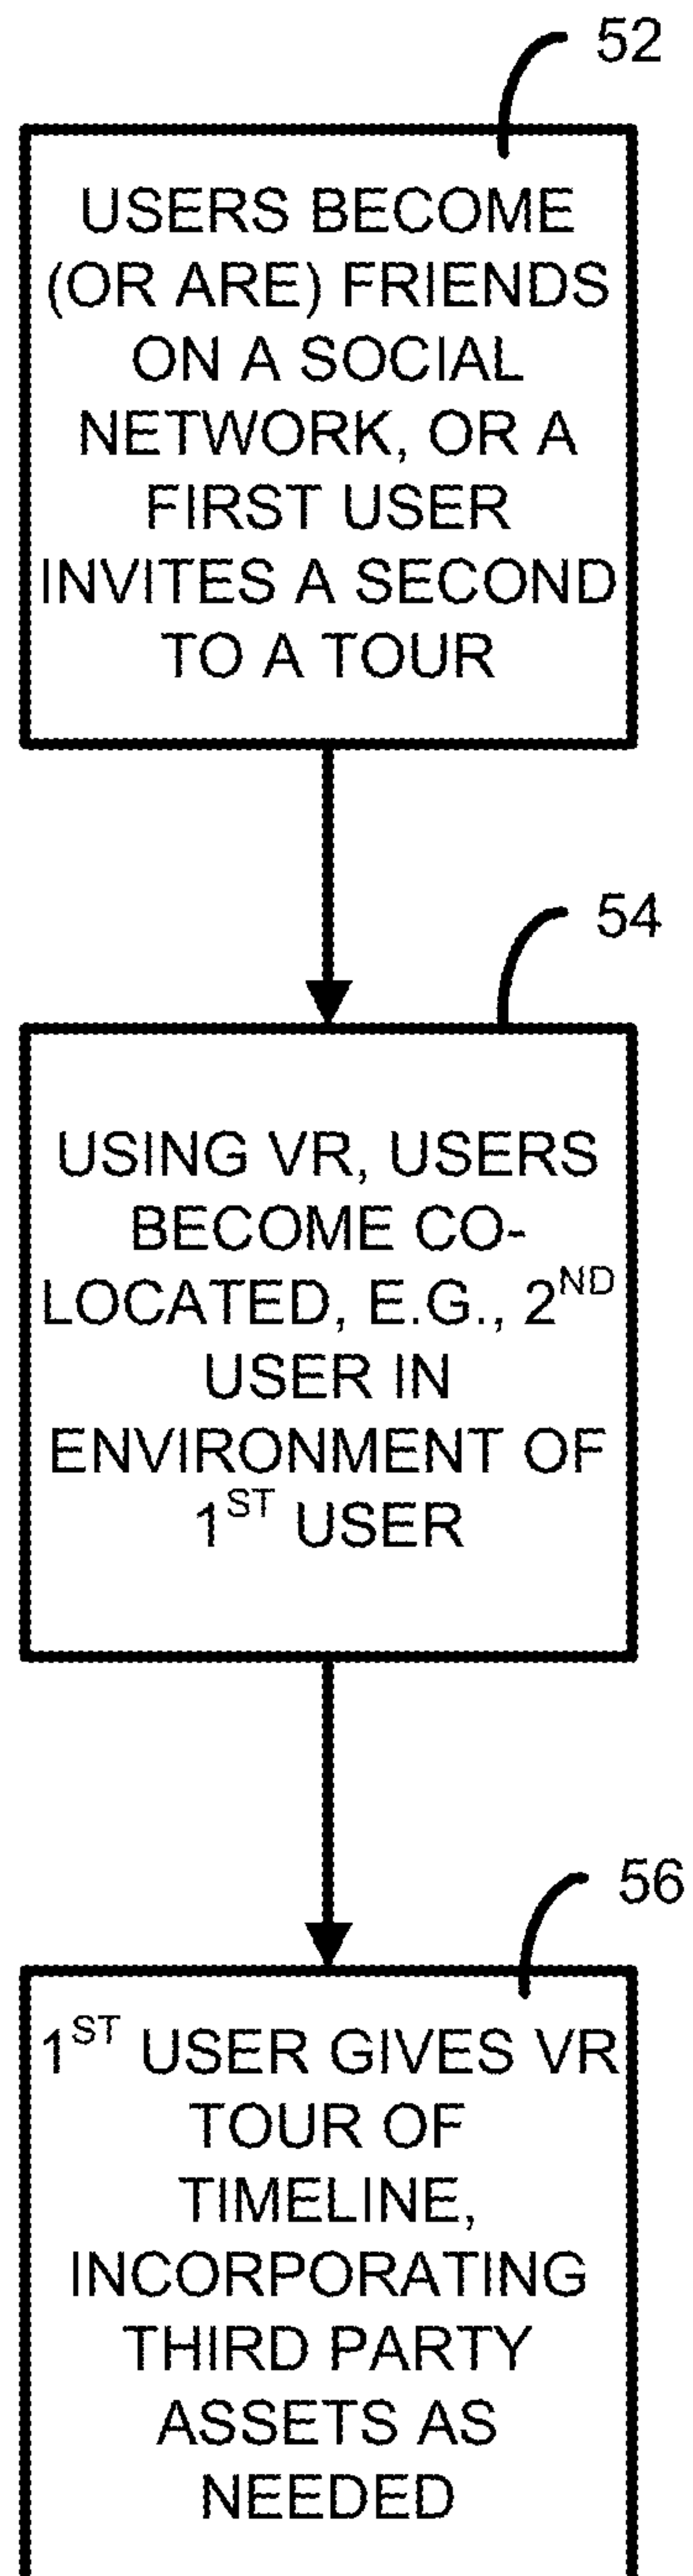 52
USERS BECOME
(OR ARE) FRIENDS
ON A SOCIAL
NETWORK, OR A
FIRST USER
INVITES A SECOND
TO A TOUR
54
USING VR, USERS
BECOME CO-
LOCATED, E.G., 2ND
USER IN
ENVIRONMENT OF
1ST USER
56
1ST USER GIVES VR
TOUR OF
TIMELINE,
INCORPORATING
THIRD PARTY
ASSETS AS
NEEDED